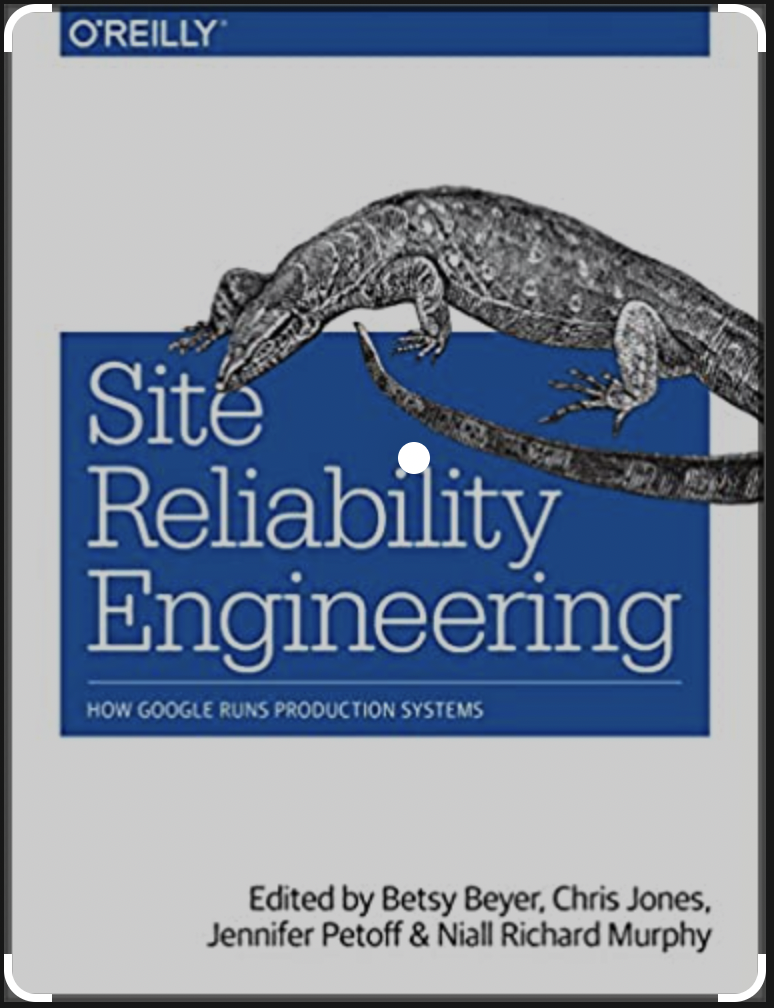 O'REILLY®
Site
Reliability
Engineering
HOW GOOGLE RUNS PRODUCTION SYSTEMS
Edited by Betsy Beyer, Chris Jones,
Jennifer Petoff & Niall Richard Murphy